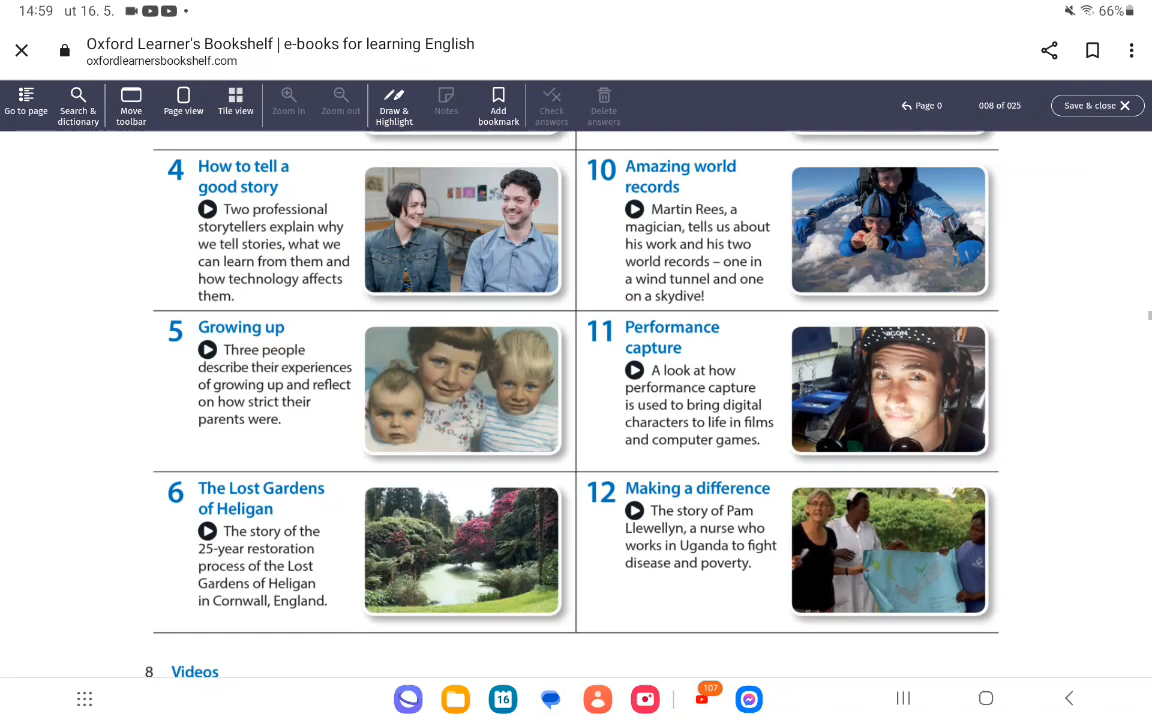 14:59 ut 16. 5.
66%
Oxford Learner's Bookshelf | e-books for learning English
oxfordlearnersbookshelf.com
Go to page
Search & dictionary
Move toolbar
Page view
Tile view
Zoom in
Zoom out
Draw & Highlight
Notes
Add bookmark
Check answers
Delete answers
Page 0
008 of 025
Save & close
4 How to tell a
good story
Two professional
storytellers explain why
we tell stories, what we
can learn from them and
how technology affects
them.
5 Growing up
Three people
describe their experiences
of growing up and reflect
on how strict their
parents were.
6 The Lost Gardens
of Heligan
The story of the
25-year restoration
process of the Lost
Gardens of Heligan
in Cornwall, England.
10 Amazing world
records
Martin Rees, a
magician, tells us about
his work and his two
world records – one in
a wind tunnel and one
on a skydive!
11 Performance
capture
A look at how
performance capture
is used to bring digital
characters to life in films
and computer games.
VICON
12 Making a difference
The story of Pam
Llewellyn, a nurse who
works in Uganda to fight
disease and poverty.
8 Videos
16
107